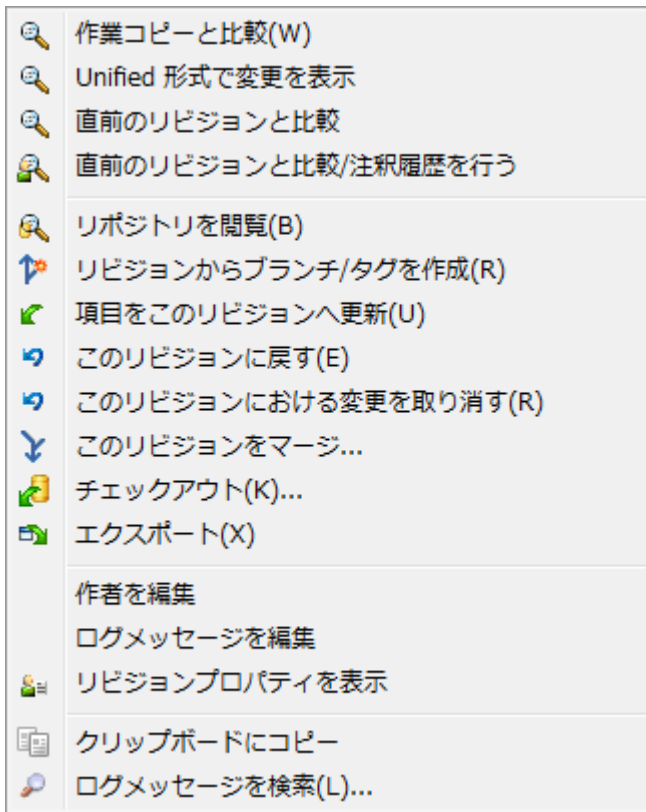 作業コピーと比較(W)
Unified 形式で変更を表示
直前のリビジョンと比較
直前のリビジョンと比較/注釈履歴を行う
リポジトリを閲覧(B)
リビジョンからブランチ/タグを作成(R)
項目をこのリビジョンへ更新(U)
このリビジョンに戻す(E)
このリビジョンにおける変更を取り消す(R)
このリビジョンをマージ...
チェックアウト(K)...
エクスポート(X)
作者を編集
ログメッセージを編集
リビジョンプロパティを表示
クリップボードにコピー
ログメッセージを検索(L)...